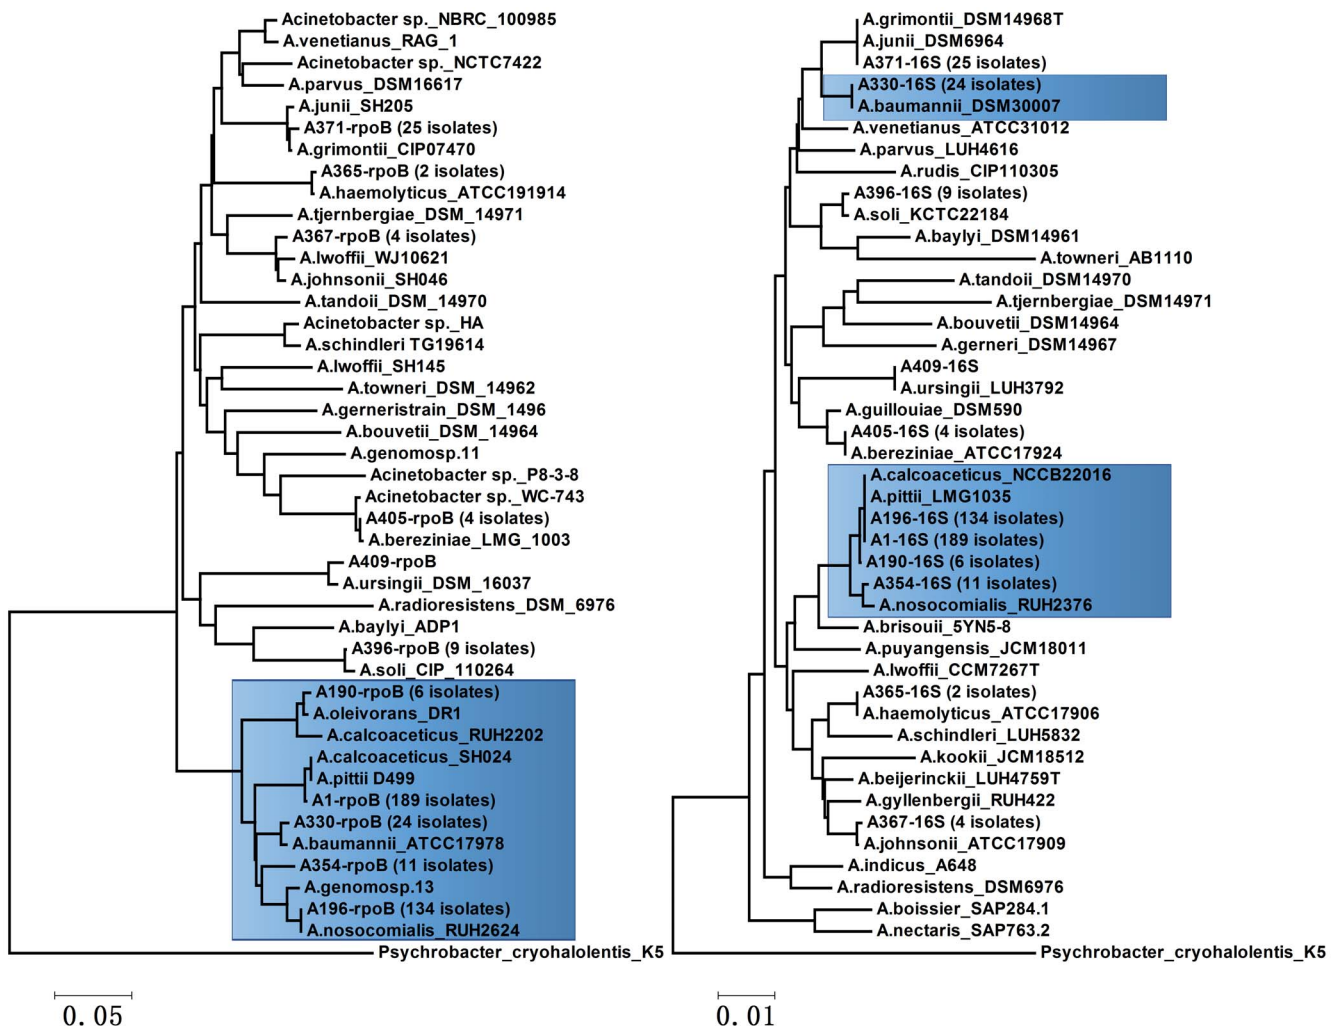 Acinetobacter sp._NBRC_100985
A.venetianus_RAG_1
Acinetobacter sp._NCTC7422
A.parvus_DSM16617
A.junii_SH205
A371-rpoB (25 isolates)
A.grimontii_CIP07470
A365-rpoB (2 isolates)
A.haemolyticus_ATCC191914
A.tjernbergiae_DSM_14971
A367-rpoB (4 isolates)
A.lwoffii_WJ10621
A.johnsonii_SH046
A.tandoii_DSM_14970
Acinetobacter sp._HA
A.schindleri TG19614
A.lwoffii_SH145
A.towneri_DSM_14962
A.gerneristrain_DSM_1496
A.bouvetii_DSM_14964
A.genomosp.11
Acinetobacter sp._P8-3-8
Acinetobacter sp._WC-743
A405-rpoB (4 isolates)
A.bereziniae_LMG_1003
A409-rpoB
A.ursingii_DSM_16037
A.radioresistens_DSM_6976
A.baylyi_ADP1
A396-rpoB (9 isolates)
A.soli_CIP_110264
A190-rpoB (6 isolates)
A.oleivorans_DR1
A.calcoaceticus_RUH2202
A.calcoaceticus_SH024
A.pittii D499
A1-rpoB (189 isolates)
A330-rpoB (24 isolates)
A.baumannii_ATCC17978
A354-rpoB (11 isolates)
A.genomosp.13
A196-rpoB (134 isolates)
A.nosocomialis_RUH2624
Psychrobacter_cryohalolentis_K5
0.05
A.grimontii_DSM14968T
A.junii_DSM6964
A371-16S (25 isolates)
A330-16S (24 isolates)
A.baumannii_DSM30007
A.venetianus_ATCC31012
A.parvus_LUH4616
A.rudis_CIP110305
A396-16S (9 isolates)
A.soli_KCTC22184
A.baylyi_DSM14961
A.towneri_AB1110
A.tandoii_DSM14970
A.tjernbergiae_DSM14971
A.bouvetii_DSM14964
A.gerneri_DSM14967
A409-16S
A.ursingii_LUH3792
A.guillouiae_DSM590
A405-16S (4 isolates)
A.bereziniae_ATCC17924
A.calcoaceticus_NCCB22016
A.pittii_LMG1035
A196-16S (134 isolates)
A1-16S (189 isolates)
A190-16S (6 isolates)
A354-16S (11 isolates)
A.nosocomialis_RUH2376
A.brisouii_5YN5-8
A.puyangensis_JCM18011
A.lwoffii_CCM7267T
A365-16S (2 isolates)
A.haemolyticus_ATCC17906
A.schindleri_LUH5832
A.kookii_JCM18512
A.beijerinckii_LUH4759T
A.gyllenbergii_RUH422
A367-16S (4 isolates)
A.johnsonii_ATCC17909
A.indicus_A648
A.radioresistens_DSM6976
A.boissier_SAP284.1
A.nectaris_SAP763.2
Psychrobacter_cryohalolentis_K5
0.01